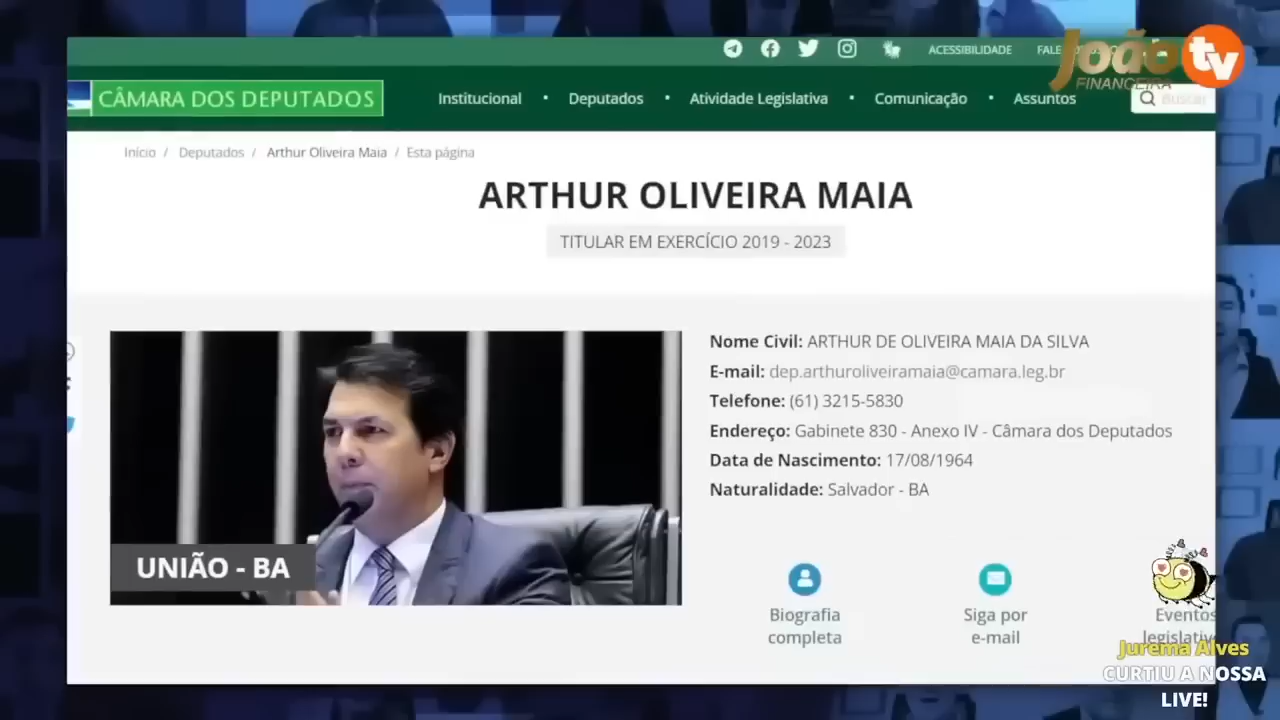 ACESSIBILIDADE
FALE
João tv
FINANCEIRA
CÂMARA DOS DEPUTADOS
Institucional • Deputados • Atividade Legislativa • Comunicação • Assuntos
Buscar
Início / Deputados / Arthur Oliveira Maia / Esta página
ARTHUR OLIVEIRA MAIA
TITULAR EM EXERCÍCIO 2019 - 2023
Nome Civil: ARTHUR DE OLIVEIRA MAIA DA SILVA
E-mail: dep.arthuroliveiramaia@camara.leg.br
Telefone: (61) 3215-5830
Endereço: Gabinete 830 - Anexo IV - Câmara dos Deputados
Data de Nascimento: 17/08/1964
Naturalidade: Salvador - BA
UNIÃO - BA
Biografia
completa
Siga por
e-mail
Eventos
legislativ
Jurema Alves
CURTIU A NOSSA
LIVE!